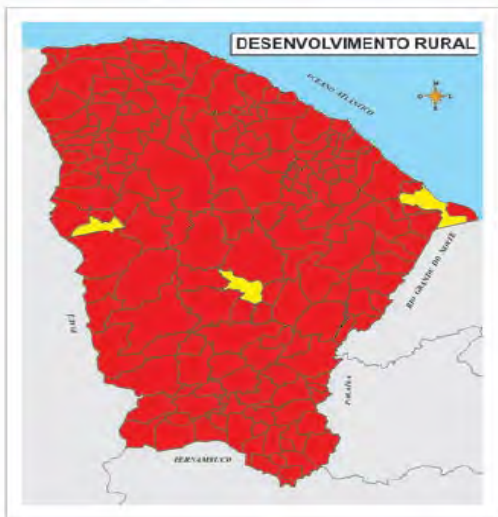 DESENVOLVIMENTO RURAL
OCEANO ATLÂNTICO
N
O L
S
RIO GRANDE DO NORTE
PIAUÍ
PARAÍBA
PERNAMBUCO